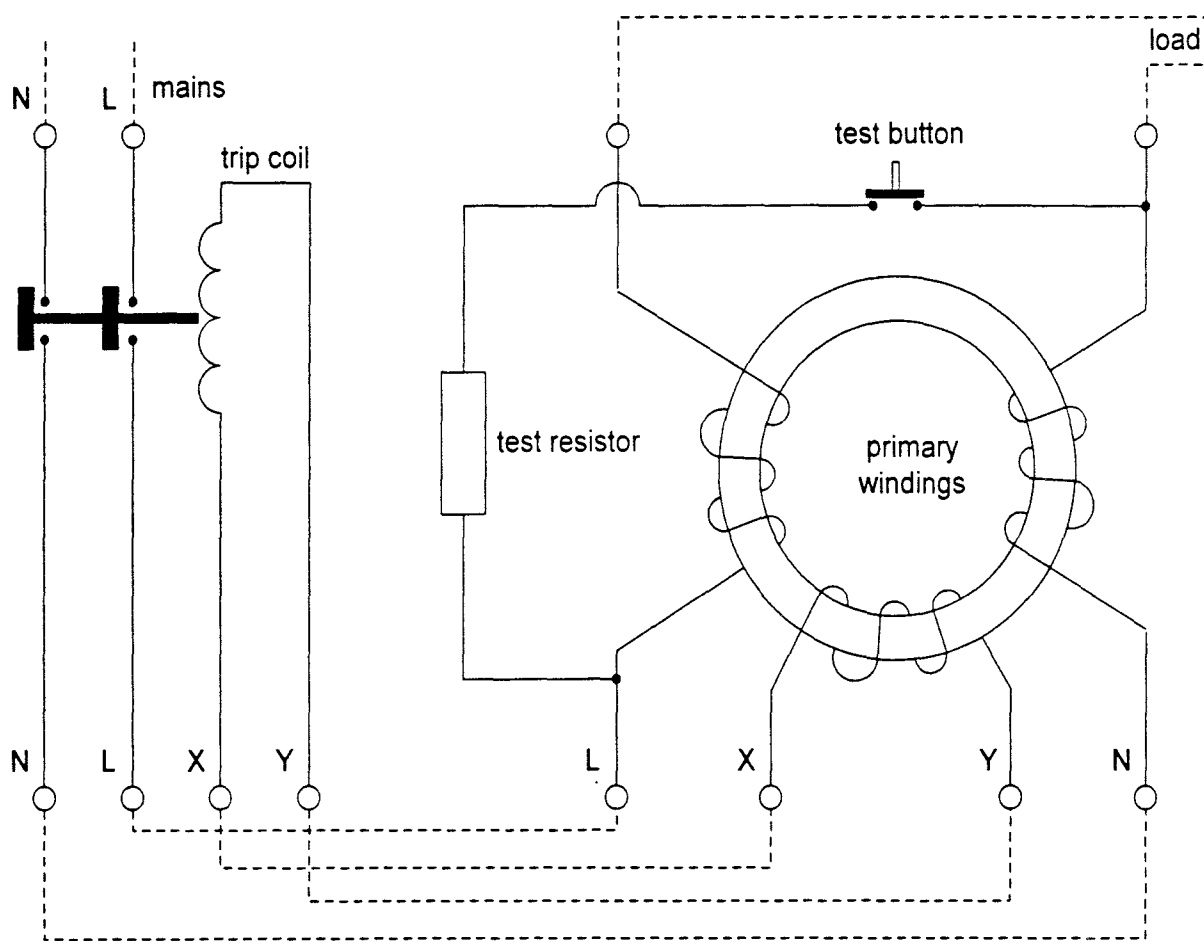 load
N
L
mains
test button
trip coil
test resistor
primary
windings
N
L
X
Y
L
X
Y
N